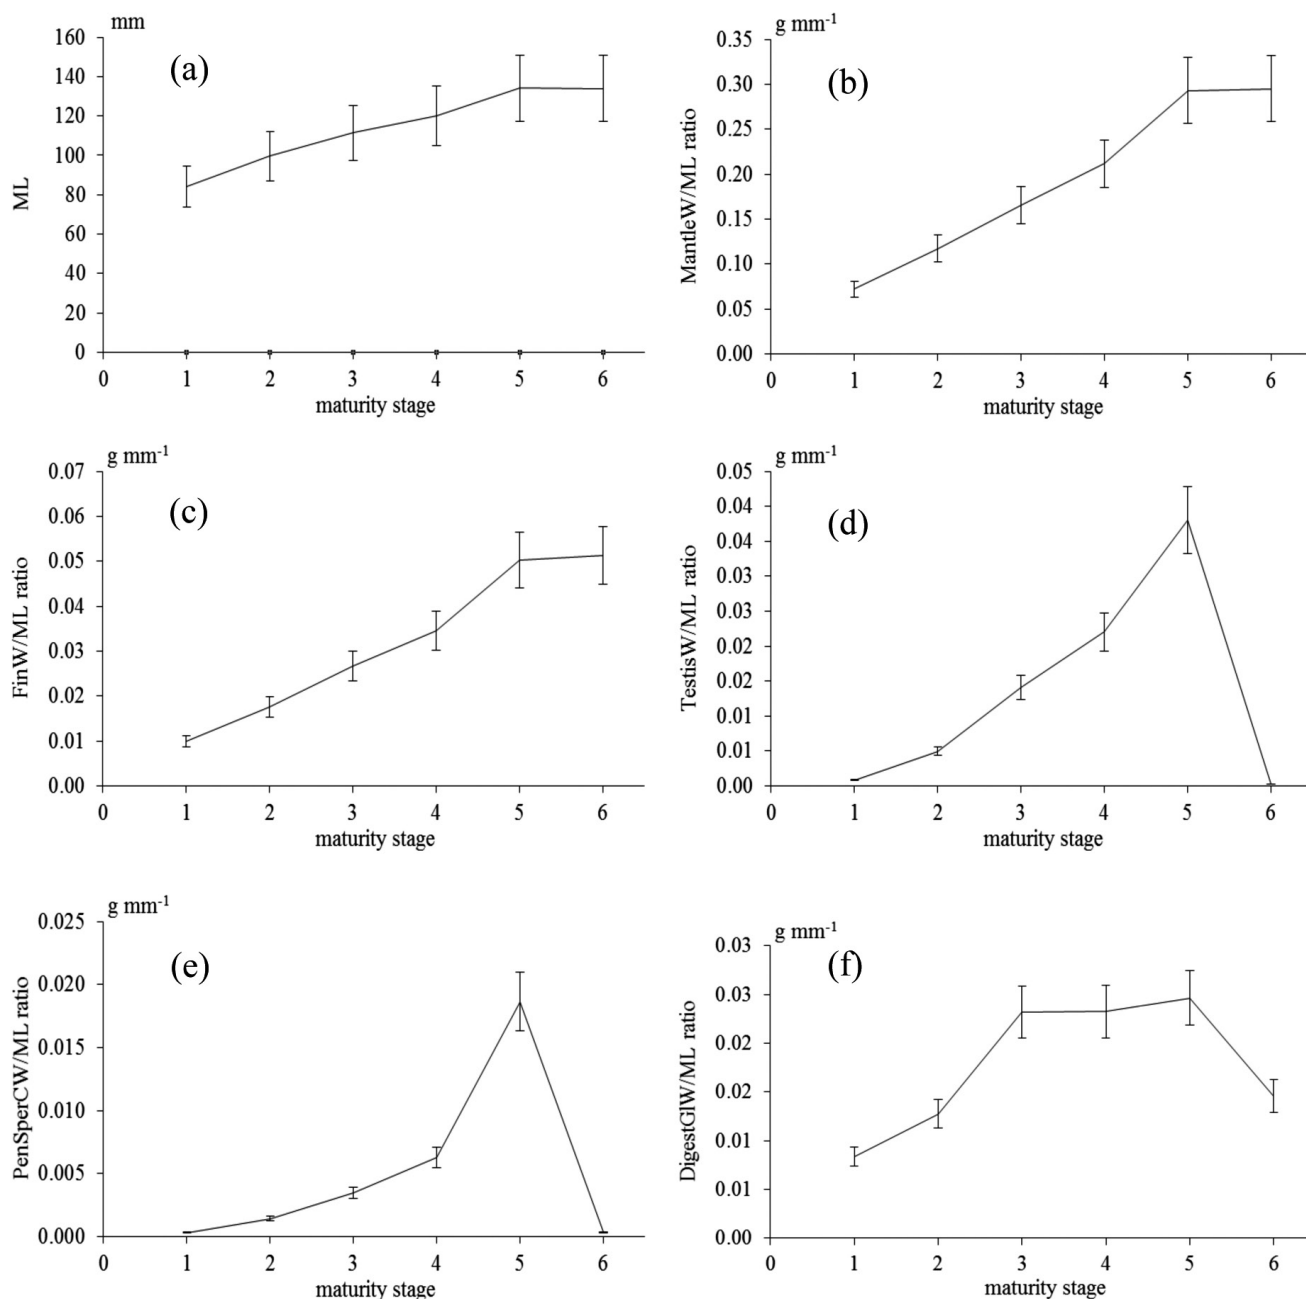 mm
(a)
ML
160
140
120
100
80
60
40
20
0
0 1 2 3 4 5 6
maturity stage
g mm-1
(b)
MantleW/ML ratio
0.35
0.30
0.25
0.20
0.15
0.10
0.05
0.00
0 1 2 3 4 5 6
maturity stage
g mm-1
(c)
FinW/ML ratio
0.07
0.06
0.05
0.04
0.03
0.02
0.01
0.00
0 1 2 3 4 5 6
maturity stage
g mm-1
(d)
TestisW/ML ratio
0.05
0.04
0.04
0.03
0.03
0.02
0.02
0.01
0.01
0.00
0 1 2 3 4 5 6
maturity stage
g mm-1
(e)
PenSperCW/ML ratio
0.025
0.020
0.015
0.010
0.005
0.000
0 1 2 3 4 5 6
maturity stage
g mm-1
(f)
DigestGlW/ML ratio
0.03
0.03
0.02
0.02
0.01
0.01
0.00
0 1 2 3 4 5 6
maturity stage